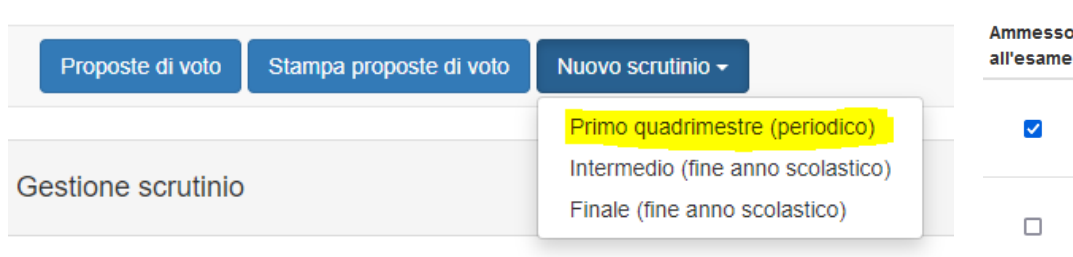 Proposte di voto
Stampa proposte di voto
Nuovo scrutinio
Primo quadrimestre (periodico)
Intermedio (fine anno scolastico)
Finale (fine anno scolastico)
Gestione scrutinio
Ammesso
all'esame